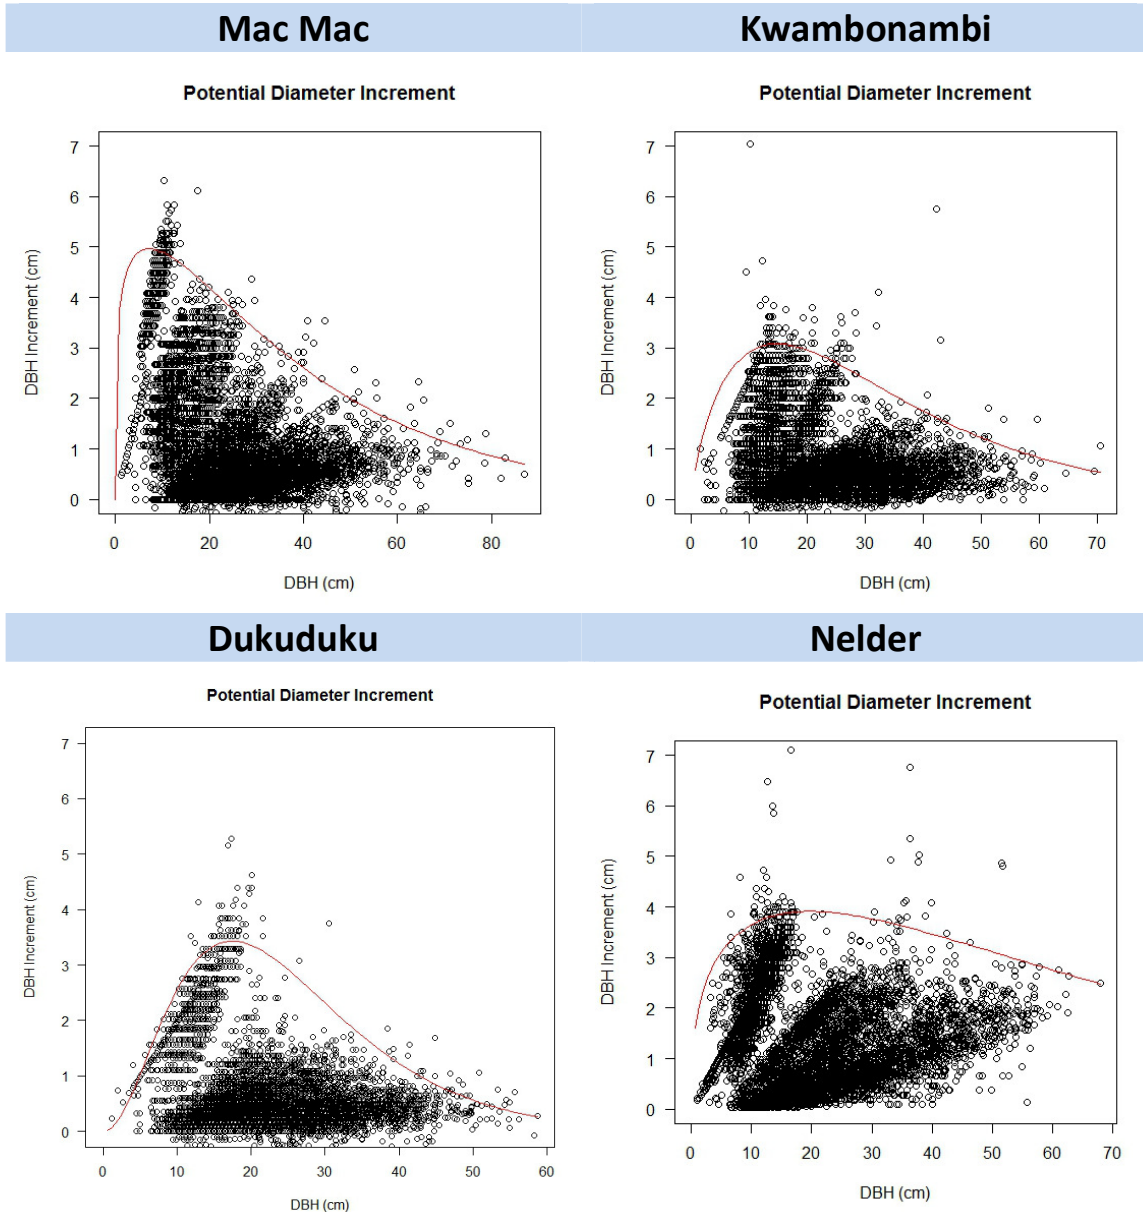 Mac Mac
Kwambonambi
Potential Diameter Increment
Potential Diameter Increment
DBH Increment (cm)
7
6
5
4
3
2
1
0
0 20 40 60 80
DBH (cm)
DBH Increment (cm)
7
6
5
4
3
2
1
0
0 10 20 30 40 50 60 70
DBH (cm)
Dukuduku
Nelder
Potential Diameter Increment
Potential Diameter Increment
DBH Increment (cm)
7
6
5
4
3
2
1
0
0 10 20 30 40 50 60
DBH (cm)
DBH Increment (cm)
7
6
5
4
3
2
1
0
0 10 20 30 40 50 60 70
DBH (cm)